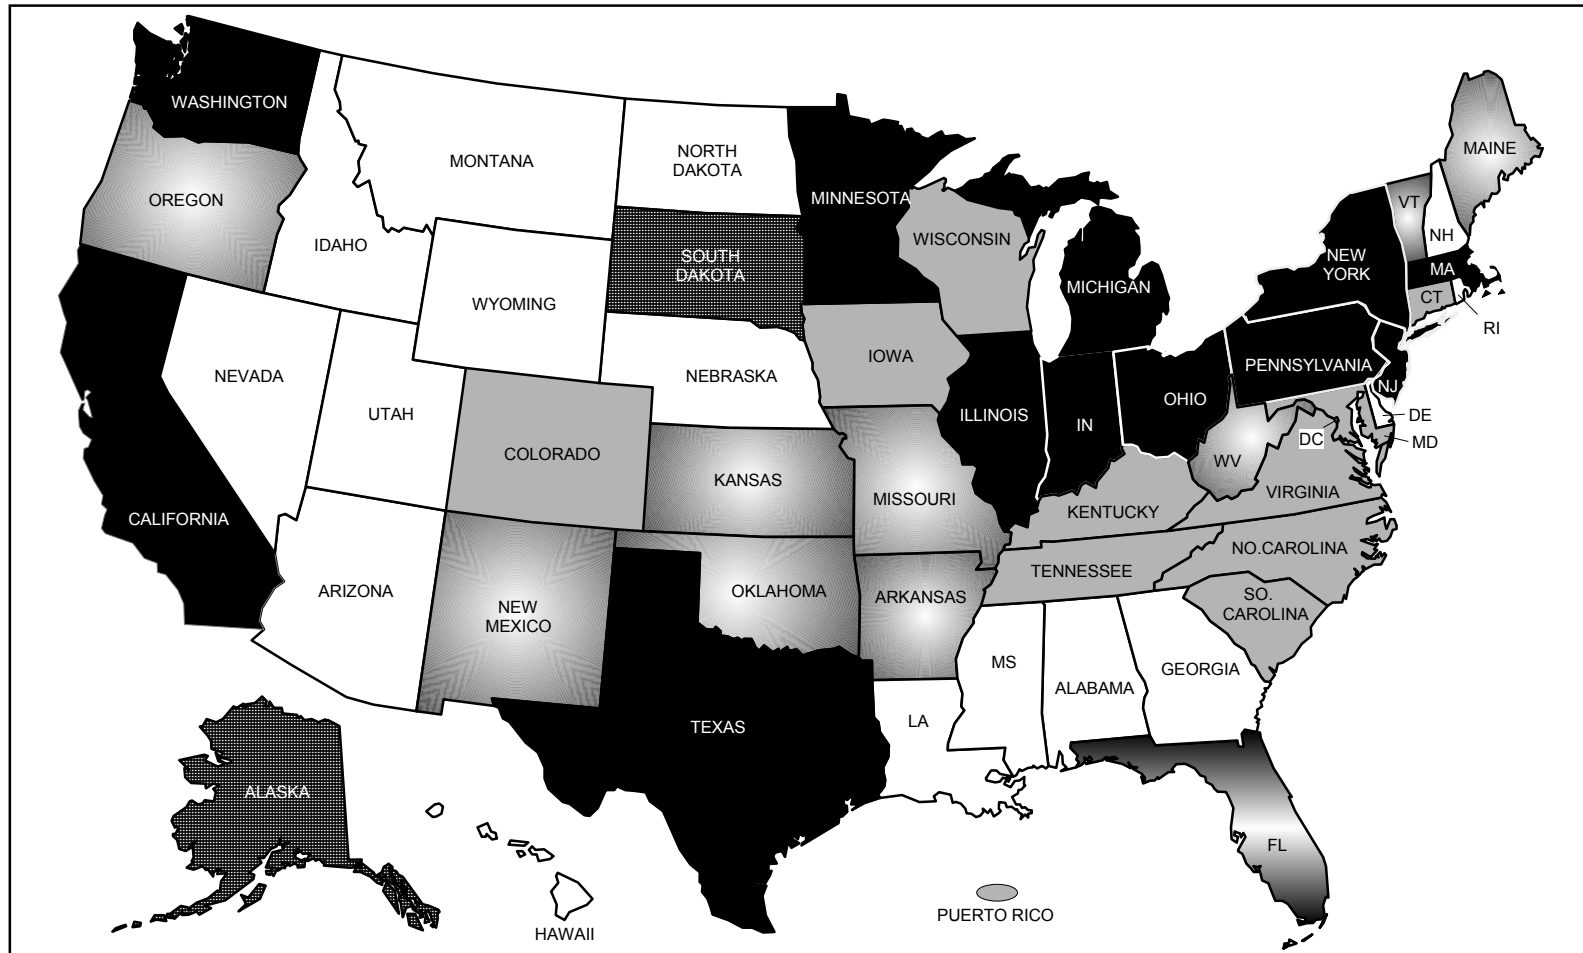 WASHINGTON
MONTANA
NORTH
DAKOTA
MINNESOTA
MAINE
OREGON
IDAHO
WISCONSIN
VT
NH
SOUTH
DAKOTA
NEW
YORK
MA
MICHIGAN
CT
RI
WYOMING
IOWA
NEVADA
NEBRASKA
PENNSYLVANIA
NJ
UTAH
ILLINOIS
IN
OHIO
DE
MD
DC
COLORADO
KANSAS
MISSOURI
WV
VIRGINIA
KENTUCKY
CALIFORNIA
NO.CAROLINA
TENNESSEE
ARIZONA
NEW
MEXICO
OKLAHOMA
ARKANSAS
SO.
CAROLINA
MS
ALABAMA
GEORGIA
TEXAS
LA
ALASKA
FL
HAWAII
PUERTO RICO